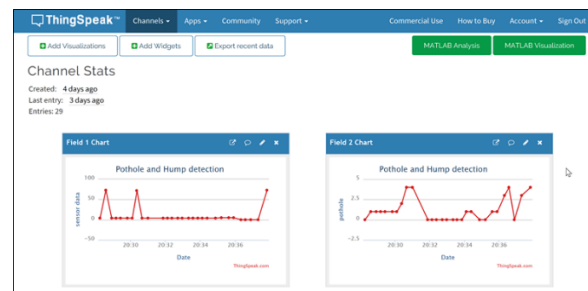 ThingSpeak™ Channels Apps Community Support Commercial Use How to Buy Account Sign Out
Add Visualizations Add Widgets Export recent data MATLAB Analysis MATLAB Visualization
Channel Stats
Created: 4 days ago
Last entry: 3 days ago
Entries: 29
Field 1 Chart
Pothole and Hump detection
sensor data
100
50
0
-50
20:30 20:32 20:34 20:36
Date
ThingSpeak.com
Field 2 Chart
Pothole and Hump detection
pothole
5
2.5
0
-2.5
20:30 20:32 20:34 20:36
Date
ThingSpeak.com